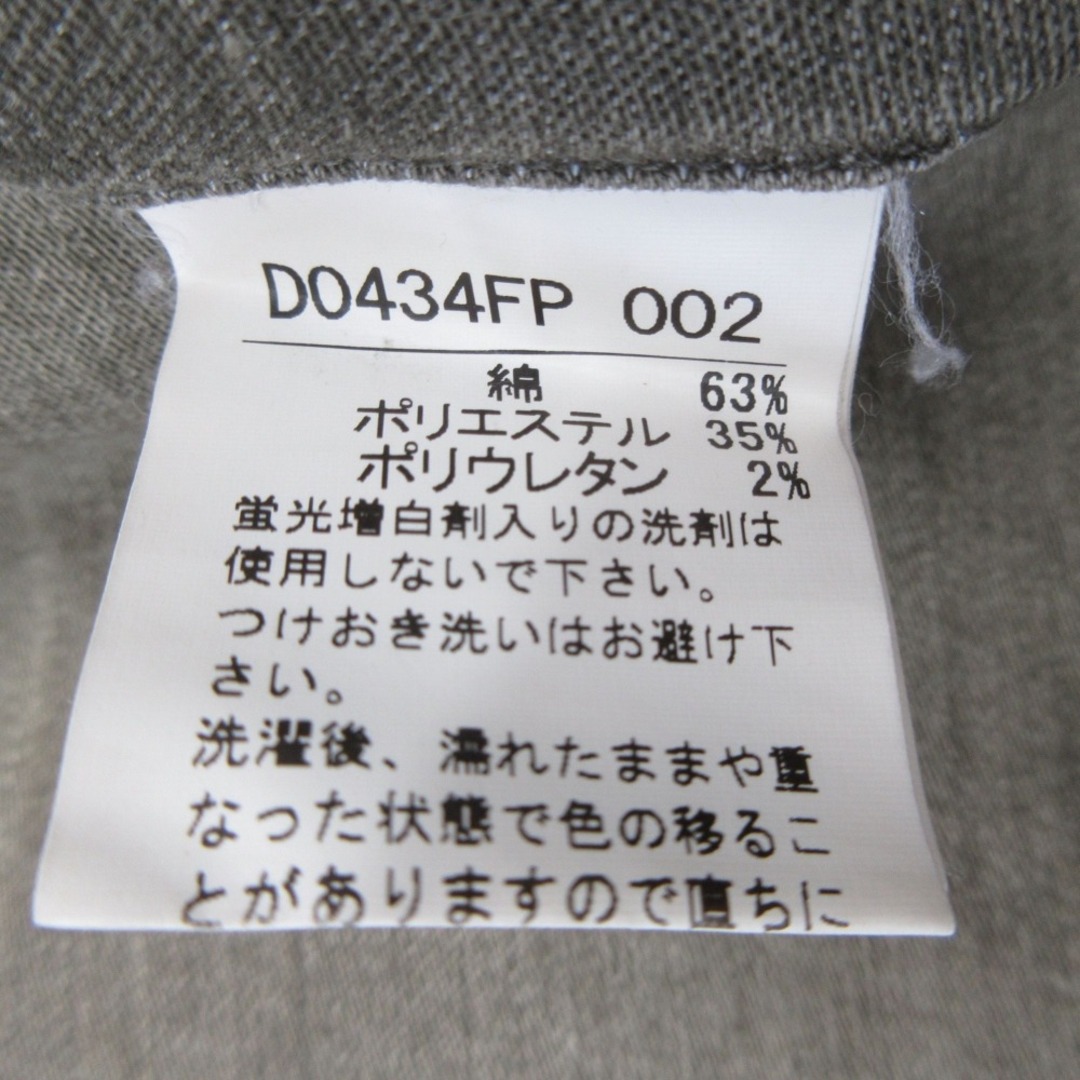 D0434FP 002
綿 63%
ポリエステル 35%
ポリウレタン 2%
蛍光増白剤入りの洗剤は
使用しないで下さい。
つけおき洗いはお避け下
さい。
洗濯後、濡れたままや重
なった状態で色の移るこ
とがありますので直ちに